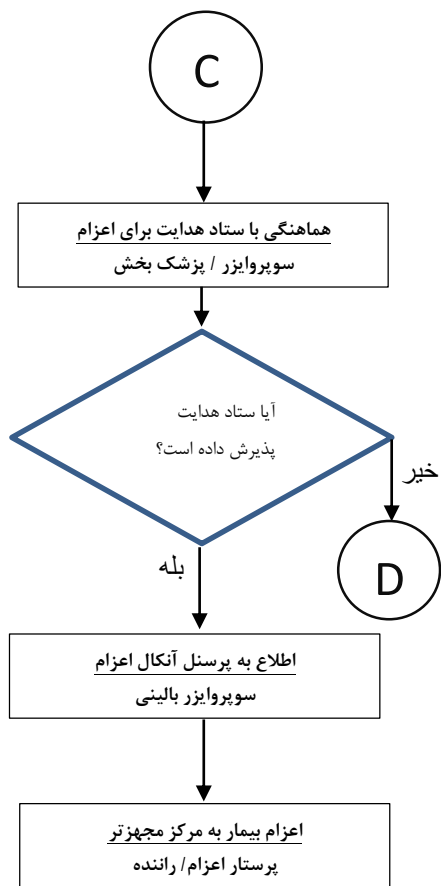 C
هماهنگی با ستاد هدایت برای اعزام
سوپروایزر / پزشک بخش
آیا ستاد هدایت
پذیرش داده است؟
خیر
D
بله
اطلاع به پرسنل آنکال اعزام
سوپروایزر بالینی
اعزام بیمار به مرکز مجهزتر
پرستار اعزام/ راننده